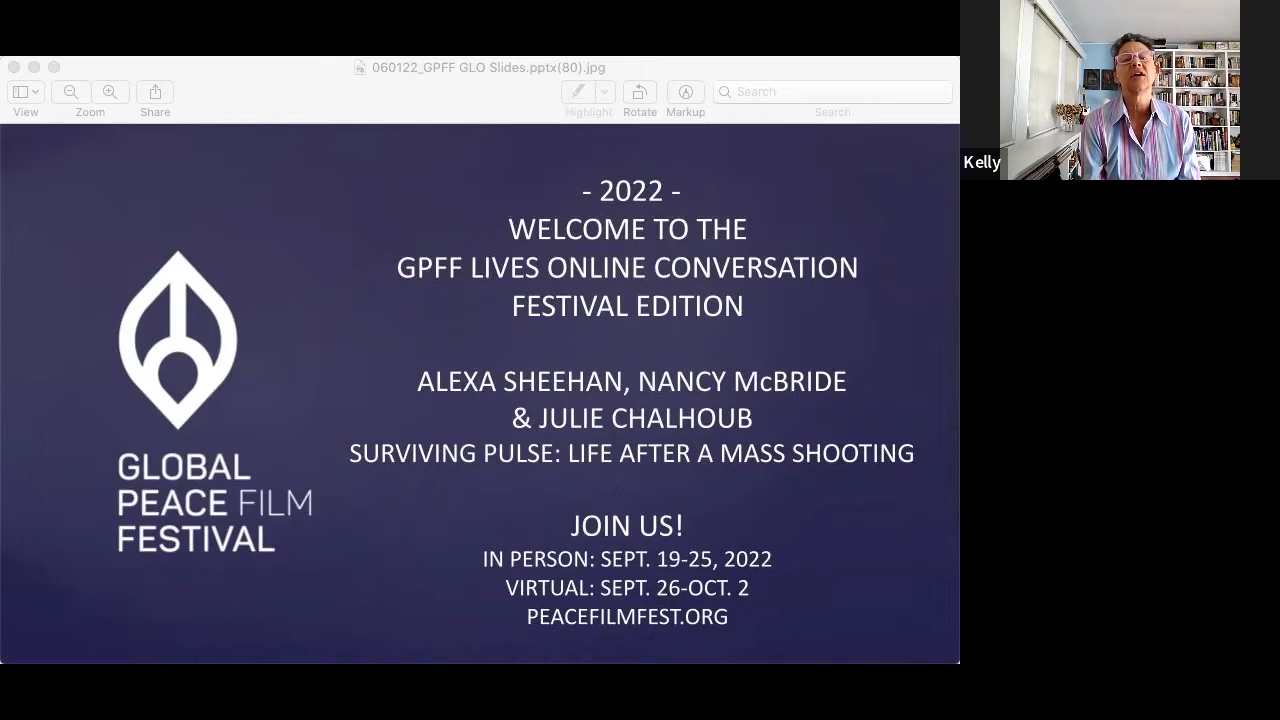 060122_GPFF GLO Slides.pptx(80).jpg
View
Zoom
Share
Highlight
Rotate
Markup
Search
Search
Kelly
- 2022 -
WELCOME TO THE
GPFF LIVES ONLINE CONVERSATION
FESTIVAL EDITION
ALEXA SHEEHAN, NANCY McBRIDE
& JULIE CHALHOUB
SURVIVING PULSE: LIFE AFTER A MASS SHOOTING
JOIN US!
IN PERSON: SEPT. 19-25, 2022
VIRTUAL: SEPT. 26-OCT. 2
PEACEFILMFEST.ORG
GLOBAL
PEACE FILM
FESTIVAL